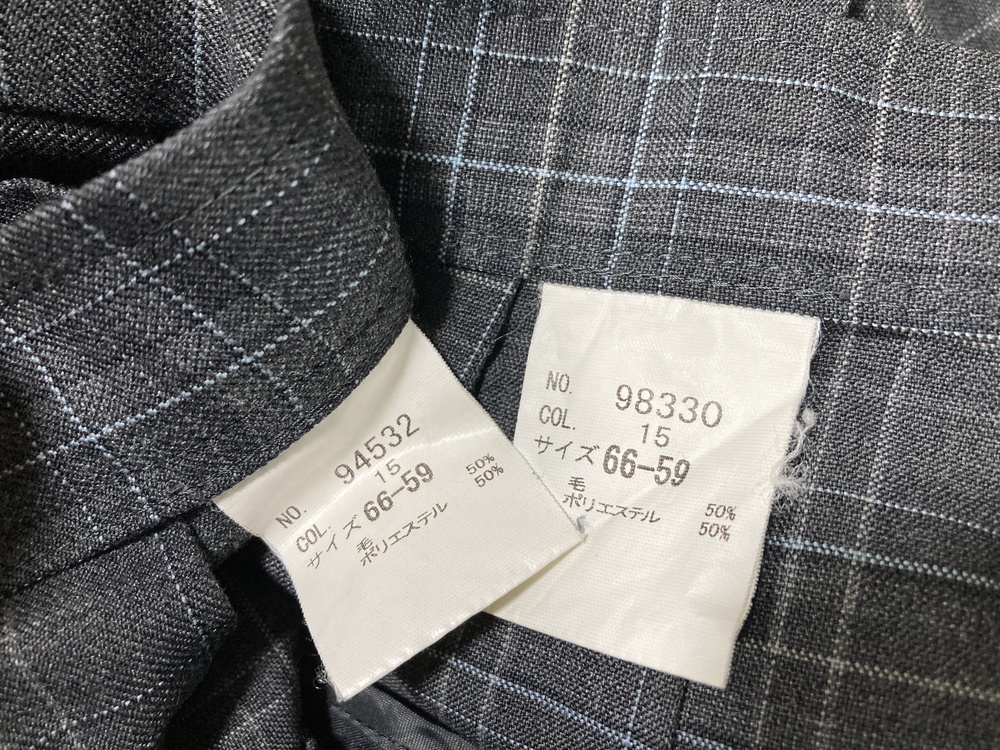 NO. 94532
COL. 15
サイズ 66-59
毛 50%
ポリエステル 50%
NO. 98330
COL. 15
サイズ 66-59
毛 50%
ポリエステル 50%